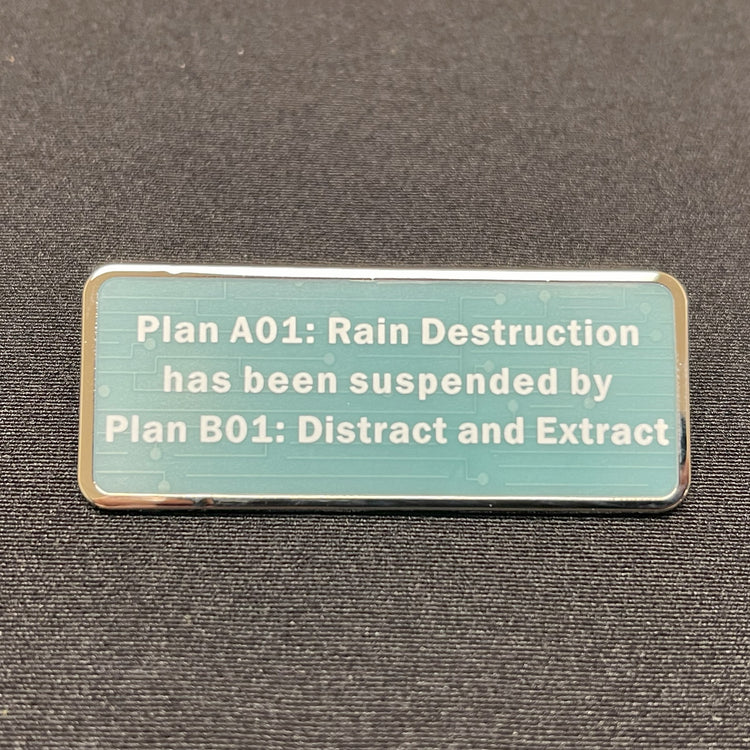 Plan A01: Rain Destruction
has been suspended by
Plan B01: Distract and Extract